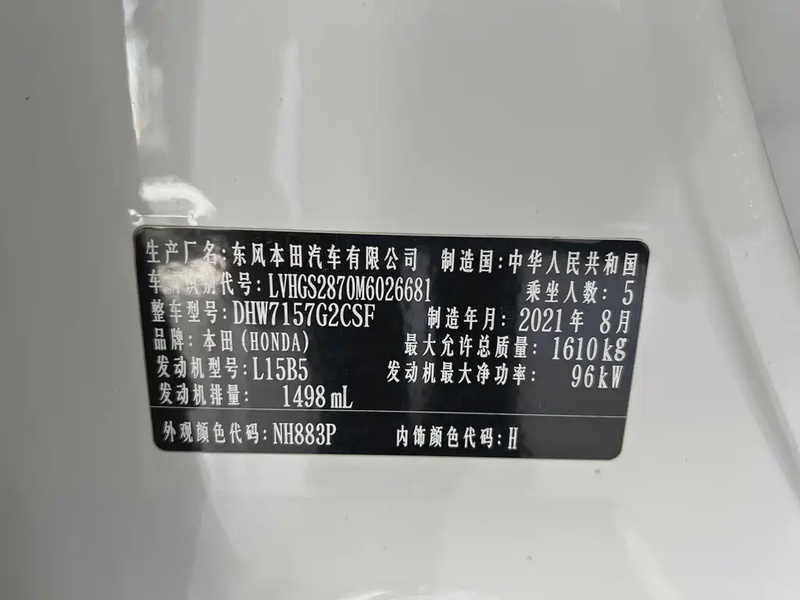 生产厂名:东风本田汽车有限公司 制造国:中华人民共和国
车辆识别代号:LVHGS2870M6026681 乘坐人数:5
整车型号:DHW7157G2CSF 制造年月:2021年8月
品牌:本田(HONDA) 最大允许总质量:1610kg
发动机型号:L15B5 发动机最大净功率:96kW
发动机排量:1498mL
外观颜色代码:NH883P 内饰颜色代码:H